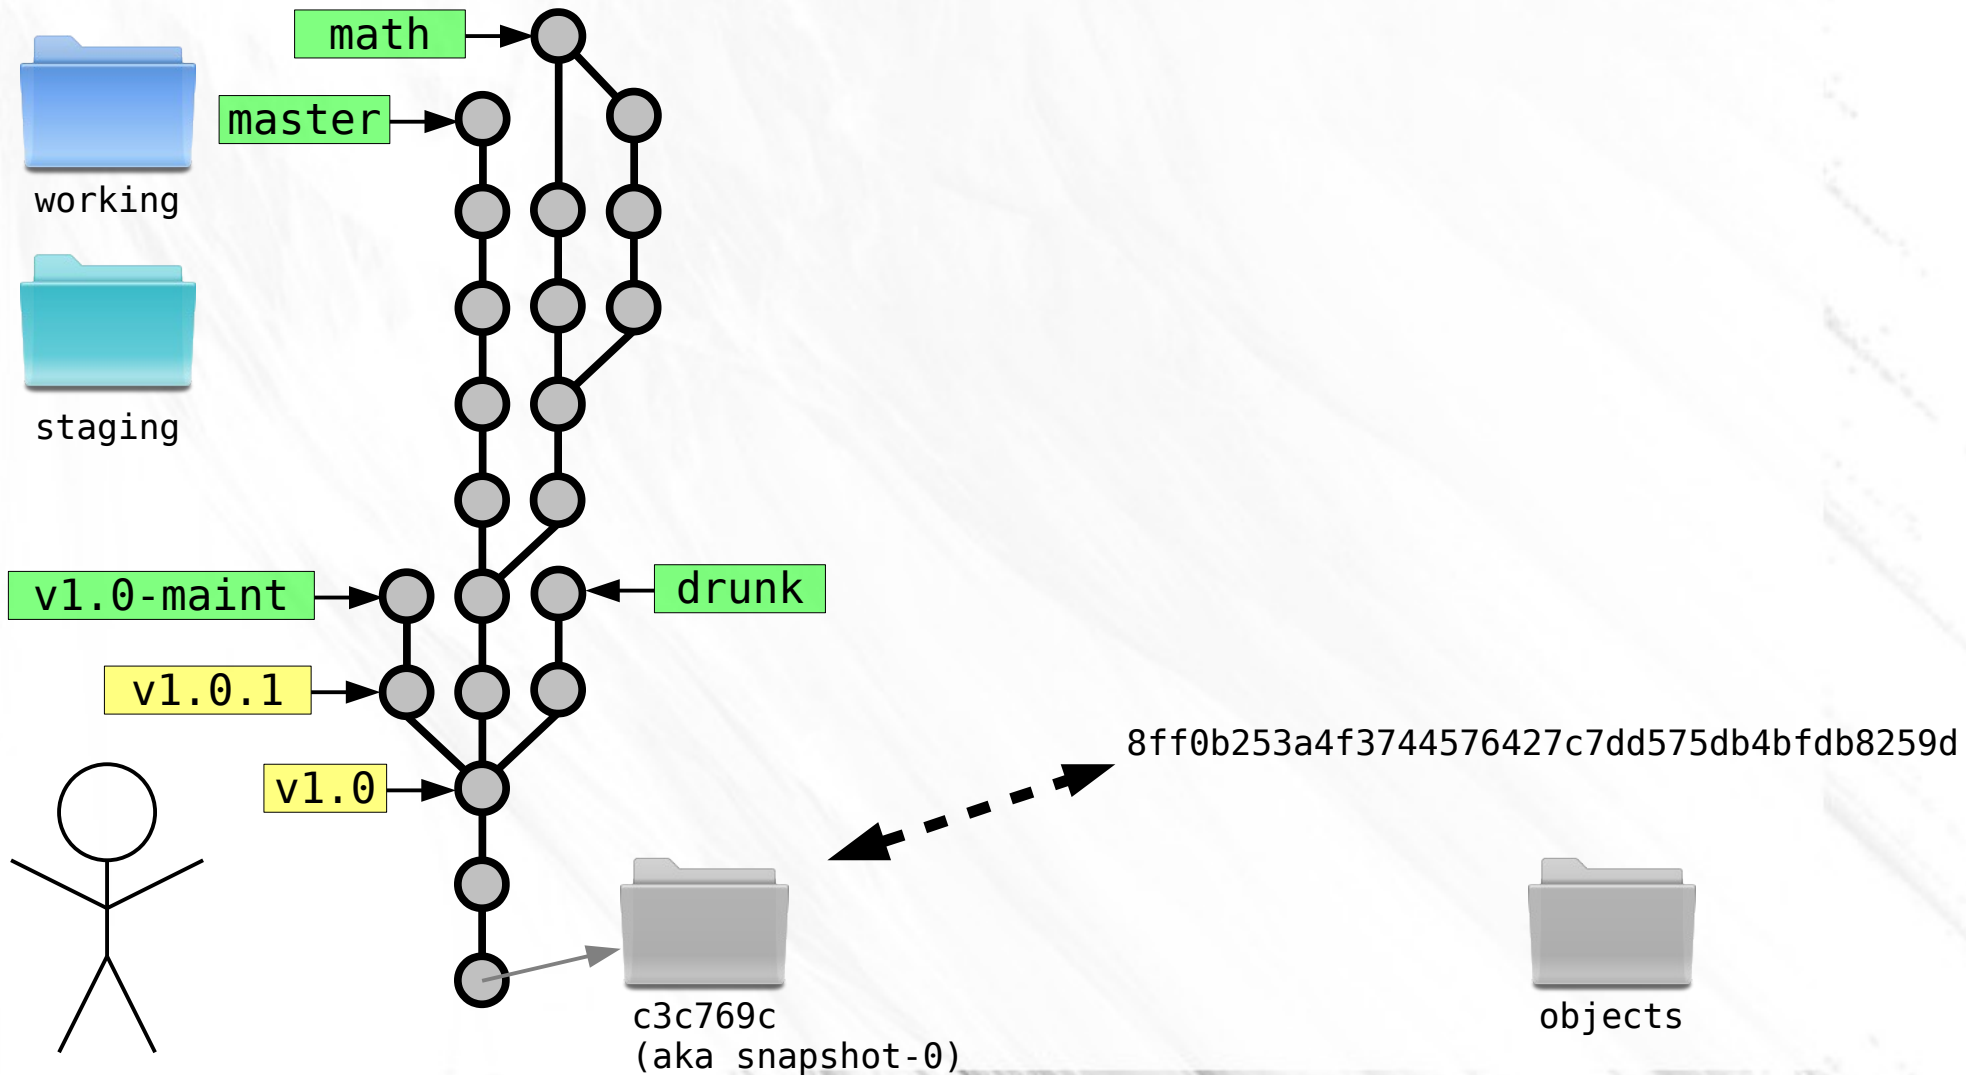 math
master
working
staging
v1.0-maint
drunk
v1.0.1
8ff0b253a4f3744576427c7dd575db4bfdb8259d
v1.0
c3c769c
(aka snapshot-0)
objects